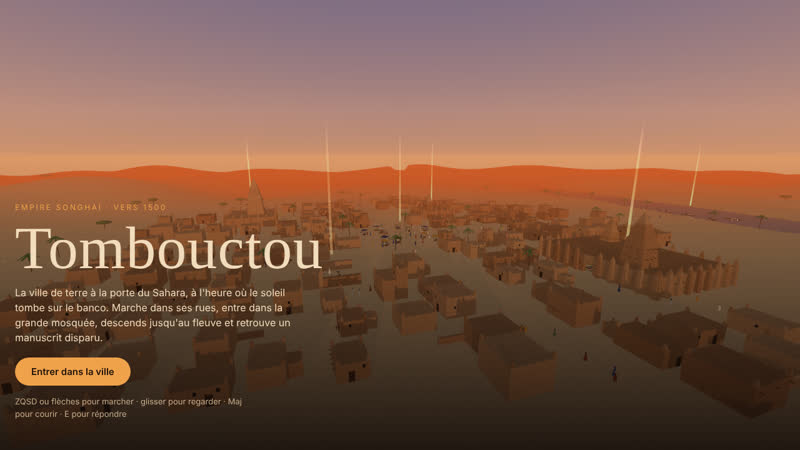 EMPIRE SONGHAÏ · VERS 1500
Tombouctou
La ville de terre à la porte du Sahara, à l'heure où le soleil
tombe sur le banco. Marche dans ses rues, entre dans la
grande mosquée, descends jusqu'au fleuve et retrouve un
manuscrit disparu.
Entrer dans la ville
ZQSD ou flèches pour marcher · glisser pour regarder · Maj
pour courir · E pour répondre